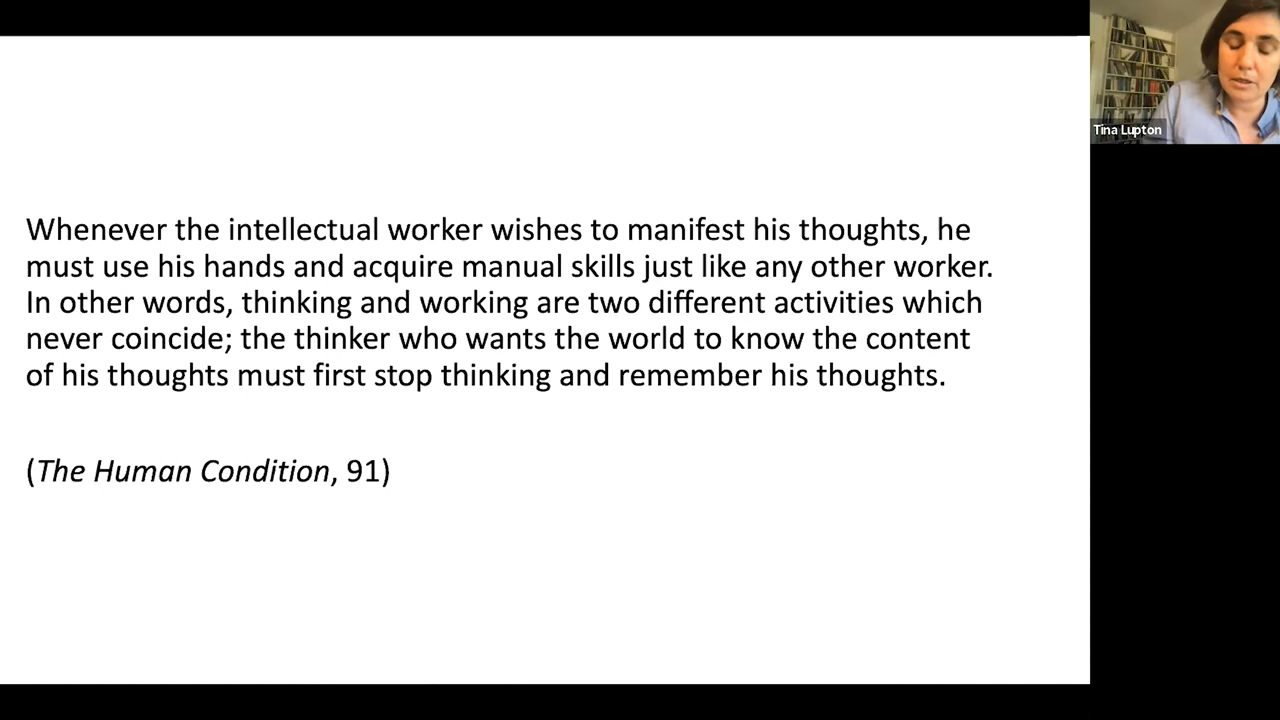 Tina Lupton
Whenever the intellectual worker wishes to manifest his thoughts, he
must use his hands and acquire manual skills just like any other worker.
In other words, thinking and working are two different activities which
never coincide; the thinker who wants the world to know the content
of his thoughts must first stop thinking and remember his thoughts.
(The Human Condition, 91)